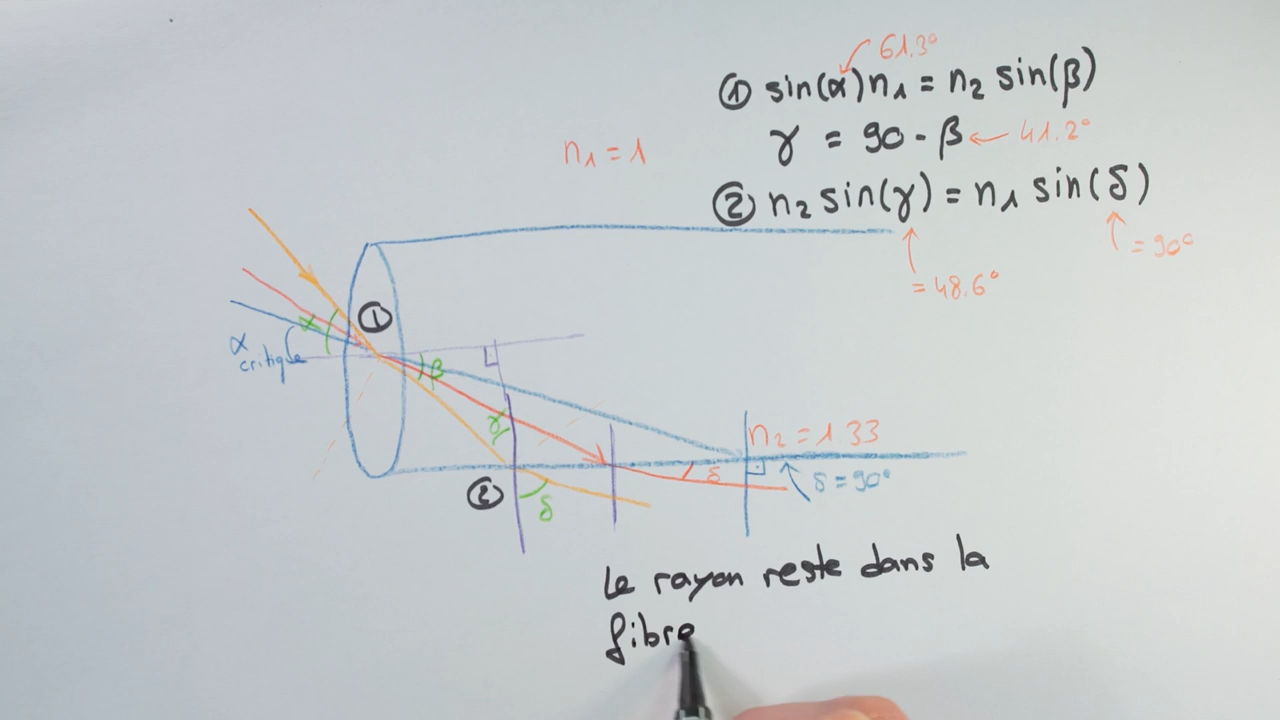 61.3°
① sin(α)n₁ = n₂ sin(β)
n₁ = 1
γ = 90 - β ← 41.2°
② n₂ sin(γ) = n₁ sin(δ)
= 90°
= 48.6°
①
α
α critique
β
γ
n₂ = 1.33
δ
δ = 90°
②
δ
Le rayon reste dans la
fibre